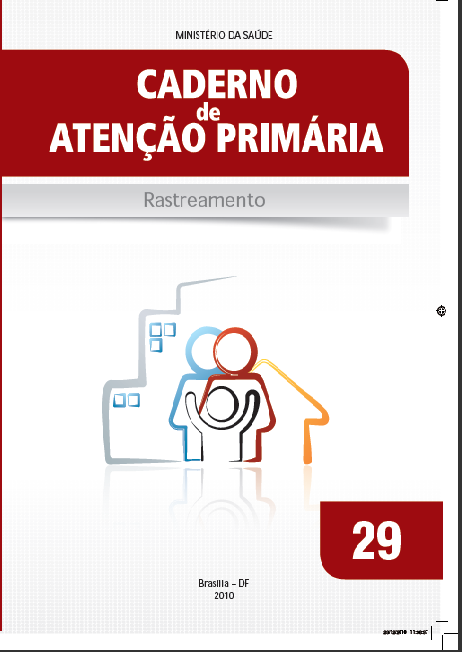 MINISTÉRIO DA SAÚDE
CADERNO
de
ATENÇÃO PRIMÁRIA
Rastreamento
29
Brasília – DF
2010